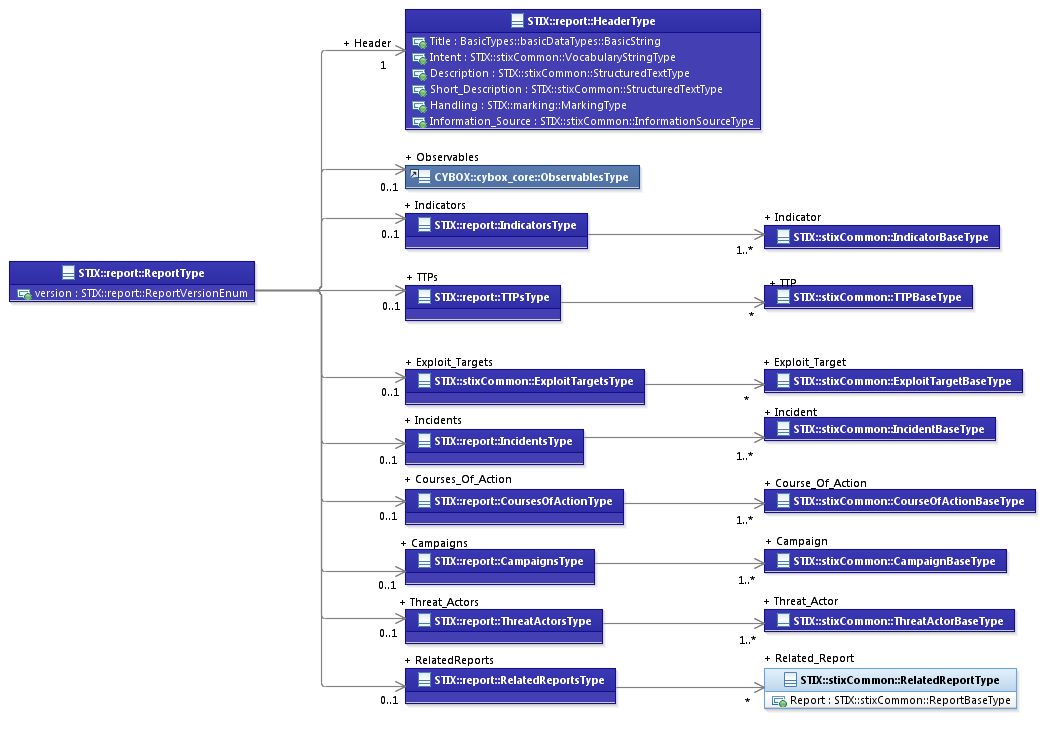 STIX::report::ReportType
version : STIX::report::ReportVersionEnum
+ Header
1
STIX::report::HeaderType
Title : BasicTypes::basicDataTypes::BasicString
Intent : STIX::stixCommon::VocabularyStringType
Description : STIX::stixCommon::StructuredTextType
Short_Description : STIX::stixCommon::StructuredTextType
Handling : STIX::marking::MarkingType
Information_Source : STIX::stixCommon::InformationSourceType
+ Observables
0..1
CYBOX::cybox_core::ObservablesType
+ Indicators
0..1
STIX::report::IndicatorsType
+ Indicator
1..*
STIX::stixCommon::IndicatorBaseType
+ TTPs
0..1
STIX::report::TTPsType
+ TTP
*
STIX::stixCommon::TTPBaseType
+ Exploit_Targets
0..1
STIX::stixCommon::ExploitTargetsType
+ Exploit_Target
*
STIX::stixCommon::ExploitTargetBaseType
+ Incidents
0..1
STIX::report::IncidentsType
+ Incident
1..*
STIX::stixCommon::IncidentBaseType
+ Courses_Of_Action
0..1
STIX::report::CoursesOfActionType
+ Course_Of_Action
1..*
STIX::stixCommon::CourseOfActionBaseType
+ Campaigns
0..1
STIX::report::CampaignsType
+ Campaign
1..*
STIX::stixCommon::CampaignBaseType
+ Threat_Actors
0..1
STIX::report::ThreatActorsType
+ Threat_Actor
1..*
STIX::stixCommon::ThreatActorBaseType
+ RelatedReports
0..1
STIX::report::RelatedReportsType
+ Related_Report
*
STIX::stixCommon::RelatedReportType
Report : STIX::stixCommon::ReportBaseType